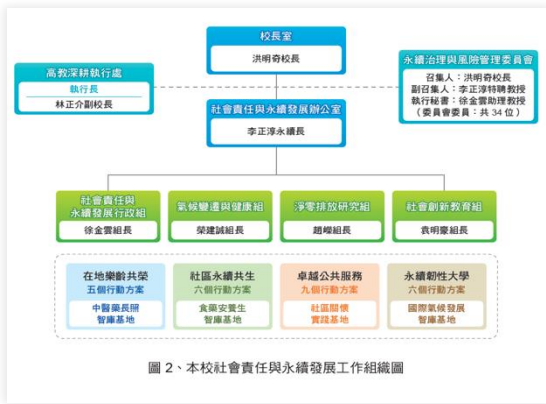 校長室
洪明奇校長
高教深耕執行處
執行長
林正介副校長
永續治理與風險管理委員會
召集人：洪明奇校長
副召集人：李正淳特聘教授
執行秘書：徐金雲助理教授
（委員會委員：共 34 位）
社會責任與永續發展辦公室
李正淳永續長
社會責任與
永續發展行政組
徐金雲組長
氣候變遷與健康組
榮建誠組長
淨零排放研究組
趙嶸組長
社會創新教育組
袁明豪組長
在地樂齡共榮
五個行動方案
中醫藥長照
智庫基地
社區永續共生
六個行動方案
食藥安養生
智庫基地
卓越公共服務
九個行動方案
社區關懷
實踐基地
永續韌性大學
六個行動方案
國際氣候發展
智庫基地
圖 2、本校社會責任與永續發展工作組織圖